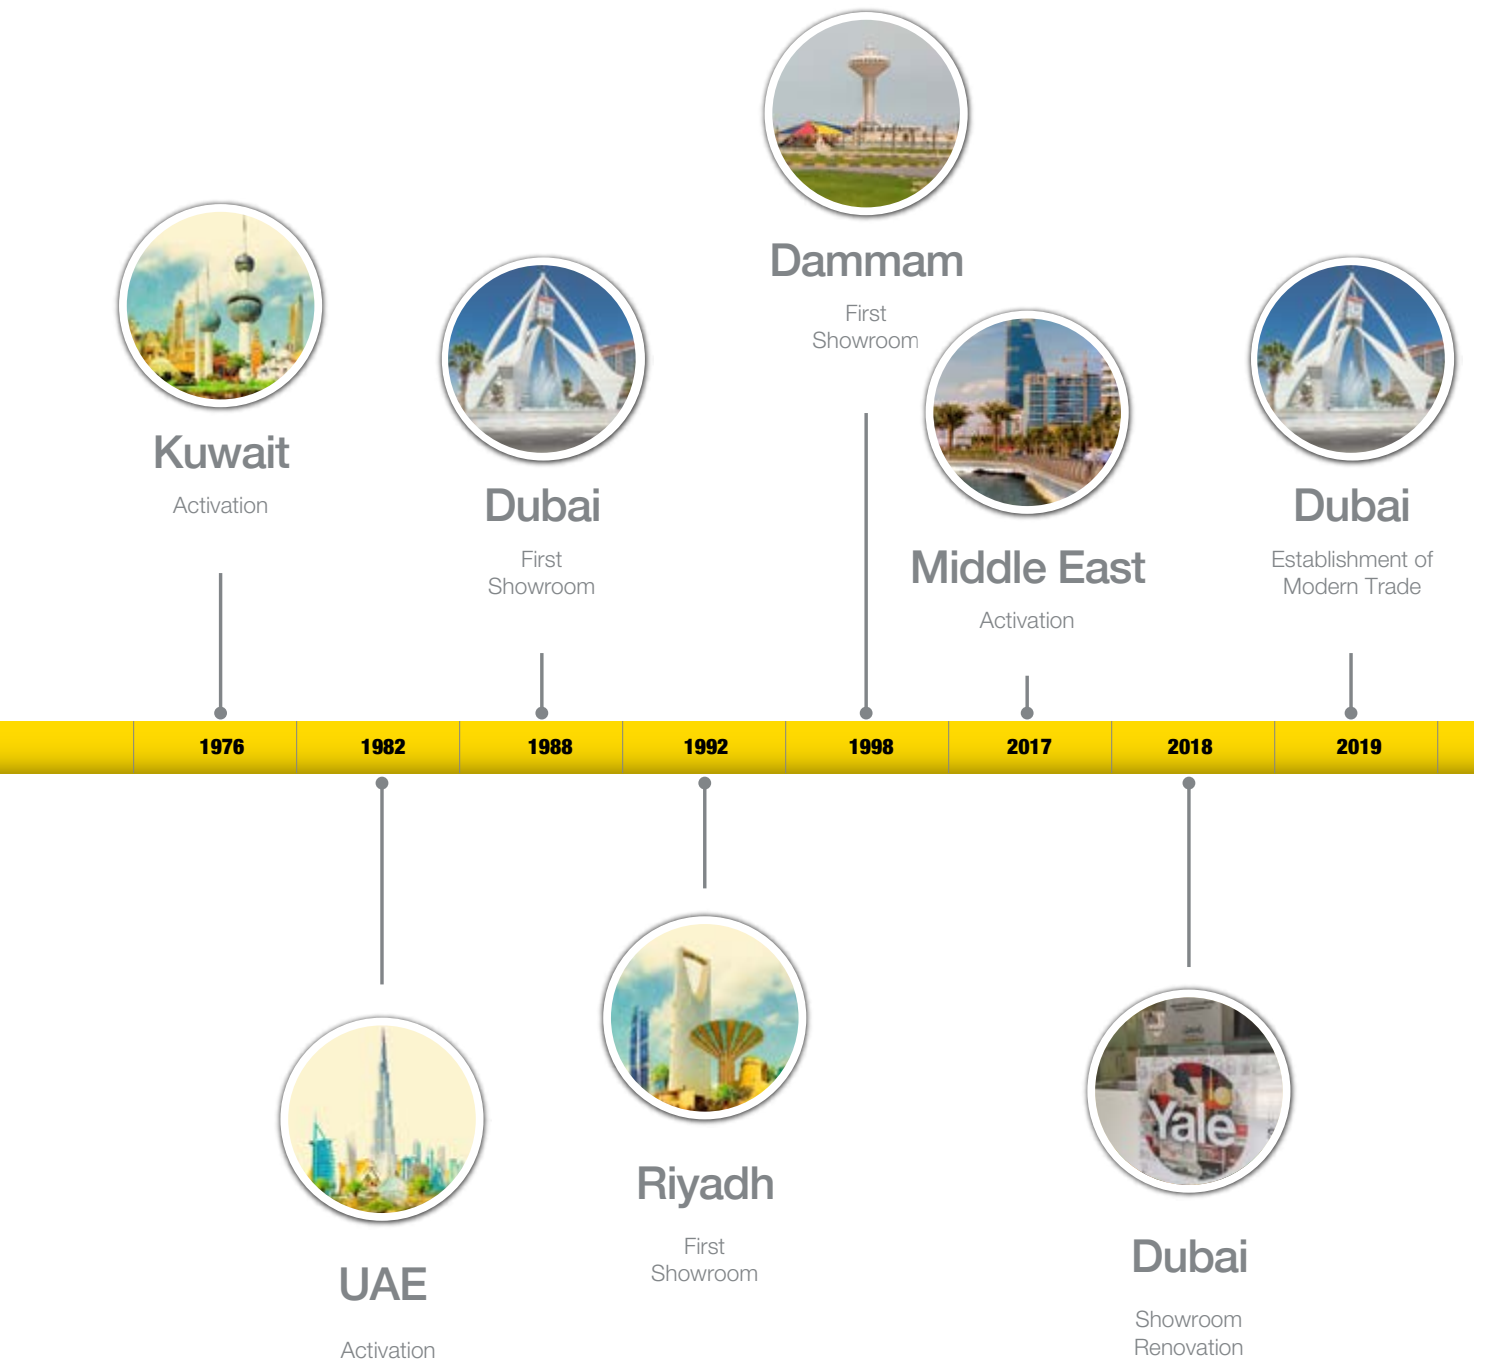 Dammam
First
Showroom
Kuwait
Activation
Dubai
First
Showroom
Middle East
Activation
Dubai
Establishment of
Modern Trade
1976
1982
1988
1992
1998
2017
2018
2019
UAE
Activation
Riyadh
First
Showroom
Yale
Dubai
Showroom
Renovation